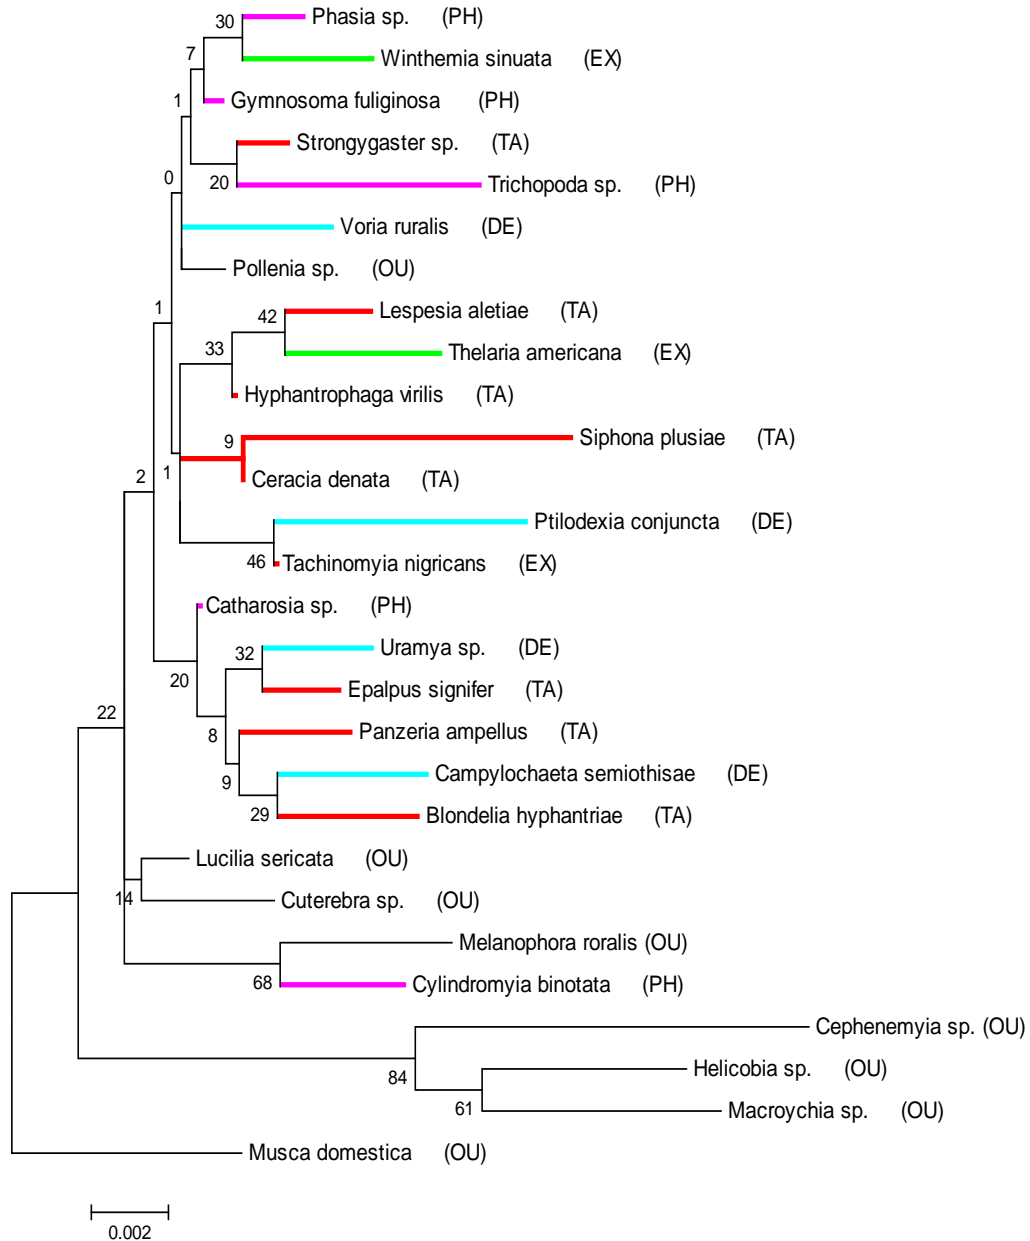 30 Phasia sp. (PH)
Winthemia sinuata (EX)
7
Gymnosoma fuliginosa (PH)
1
Strongygaster sp. (TA)
20 Trichopoda sp. (PH)
0
Voria ruralis (DE)
Pollenia sp. (OU)
1
42 Lespesia aletiae (TA)
Thelaria americana (EX)
33
Hyphantrophaga virilis (TA)
9 Siphona plusiae (TA)
1
Ceracia denata (TA)
2
Ptilodexia conjuncta (DE)
46 Tachinomyia nigricans (EX)
Catharosia sp. (PH)
20
32 Uramya sp. (DE)
Epalpus signifer (TA)
22
8
Panzeria ampellus (TA)
9
Campylochaeta semiothisae (DE)
29 Blondelia hyphantriae (TA)
Lucilia sericata (OU)
14 Cuterebra sp. (OU)
Melanophora roralis (OU)
68 Cylindromyia binotata (PH)
Cephenemyia sp. (OU)
84
Helicobia sp. (OU)
61 Macroychia sp. (OU)
Musca domestica (OU)
0.002